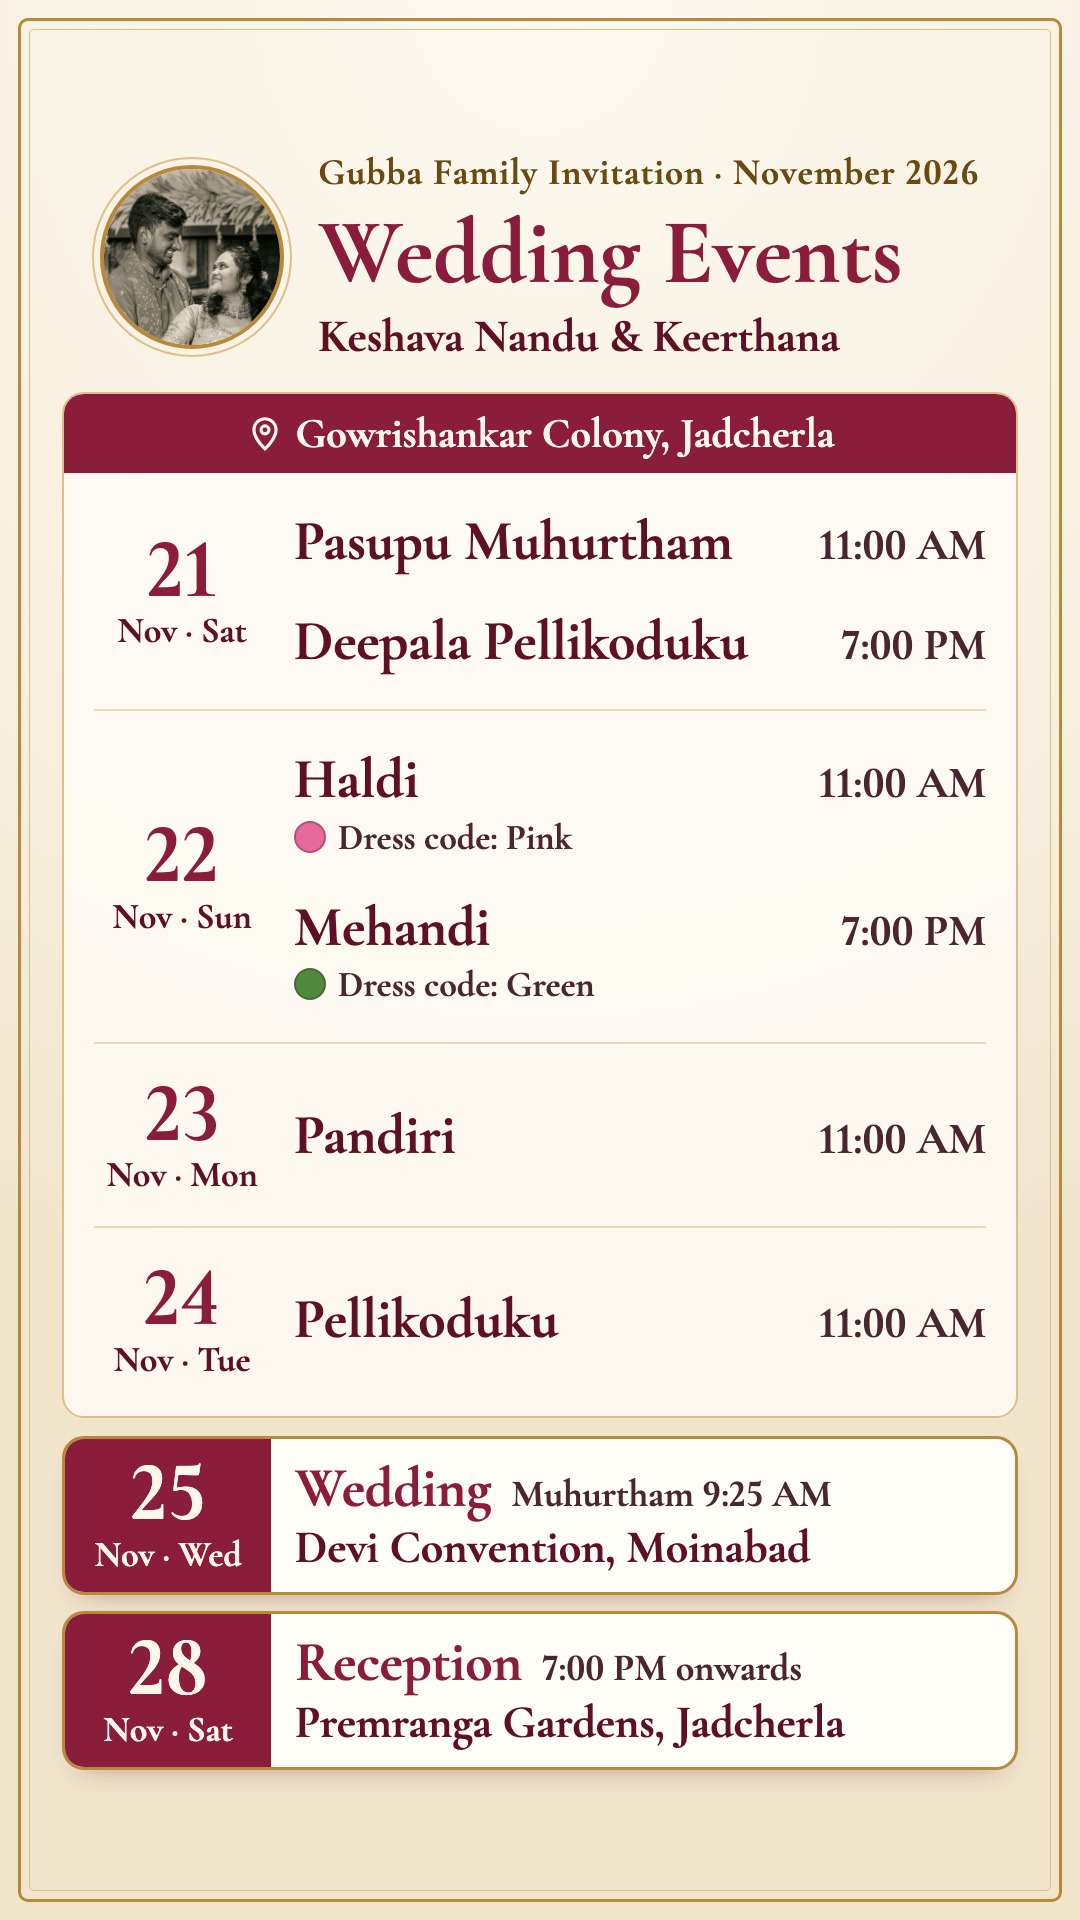 Gubba Family Invitation · November 2026
Wedding Events
Keshava Nandu & Keerthana
Gowrishankar Colony, Jadcherla
21
Nov · Sat
Pasupu Muhurtham 11:00 AM
Deepala Pellikoduku 7:00 PM
22
Nov · Sun
Haldi 11:00 AM
Dress code: Pink
Mehandi 7:00 PM
Dress code: Green
23
Nov · Mon
Pandiri 11:00 AM
24
Nov · Tue
Pellikoduku 11:00 AM
25
Nov · Wed
Wedding Muhurtham 9:25 AM
Devi Convention, Moinabad
28
Nov · Sat
Reception 7:00 PM onwards
Premranga Gardens, Jadcherla